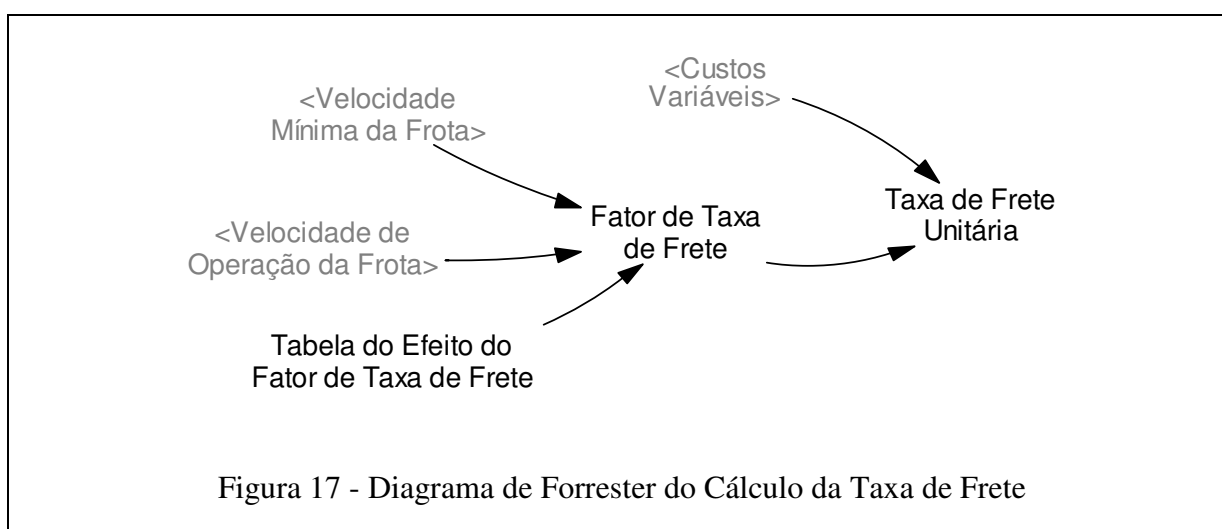 <Custos
Variáveis>
<Velocidade
Mínima da Frota>
Taxa de Frete
Unitária
Fator de Taxa
de Frete
<Velocidade de
Operação da Frota>
Tabela do Efeito do
Fator de Taxa de Frete
Figura 17 - Diagrama de Forrester do Cálculo da Taxa de Frete